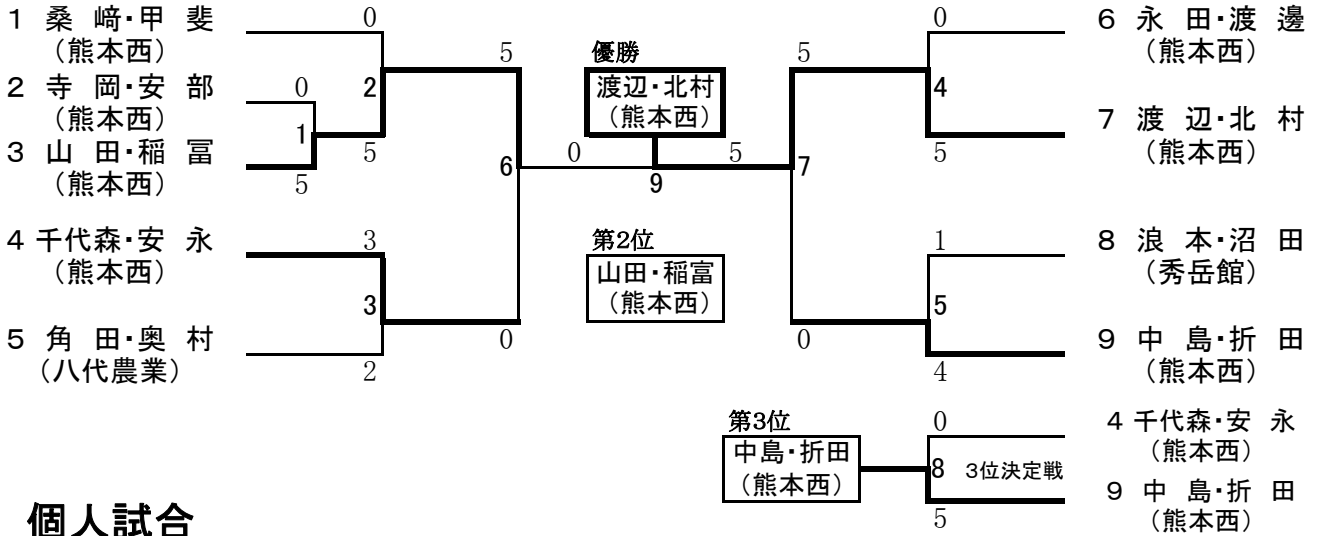 1 桑 﨑・甲 斐
(熊本西)
2 寺 岡・安 部
(熊本西)
3 山 田・稲 冨
(熊本西)
4 千代森・安 永
(熊本西)
5 角 田・奥 村
(八代農業)
0
0
1
5
2
5
3
3
2
5
6
0
0
優勝
渡辺・北村
(熊本西)
9
5
第2位
山田・稲富
(熊本西)
5
7
0
0
4
5
1
5
4
6 永 田・渡 邊
(熊本西)
7 渡 辺・北 村
(熊本西)
8 浪 本・沼 田
(秀岳館)
9 中 島・折 田
(熊本西)
第3位
中島・折田
(熊本西)
0
8 3位決定戦
5
4 千代森・安 永
(熊本西)
9 中 島・折 田
(熊本西)
個人試合